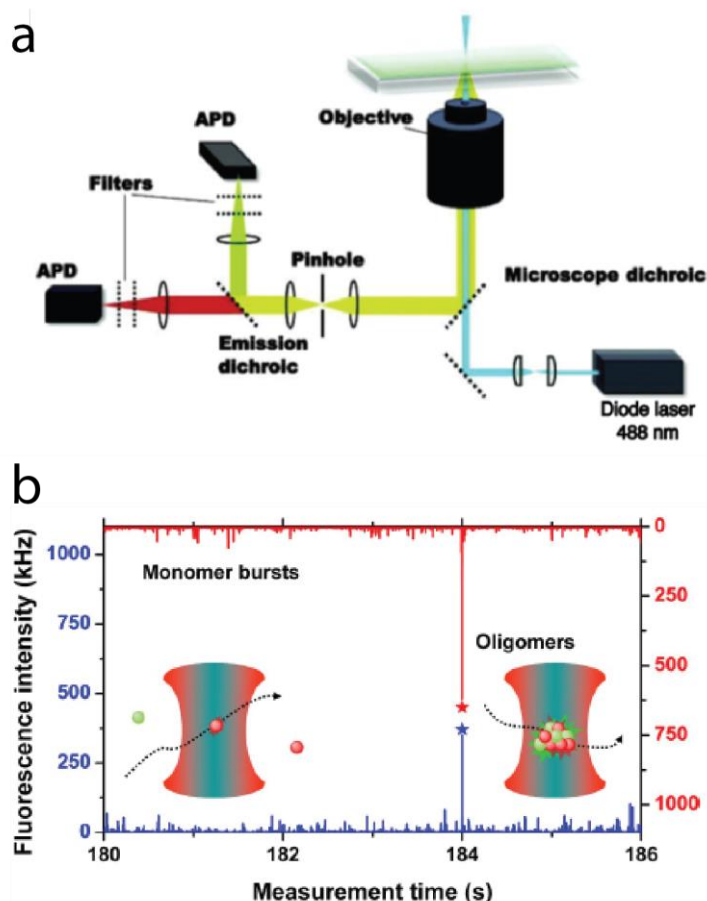 a
APD
Objective
Filters
APD
Pinhole
Microscope dichroic
Emission
dichroic
Diode laser
488 nm
b
Fluorescence intensity (kHz)
1000
750
500
250
0
Monomer bursts
Oligomers
0
250
500
750
1000
180
182
184
186
Measurement time (s)